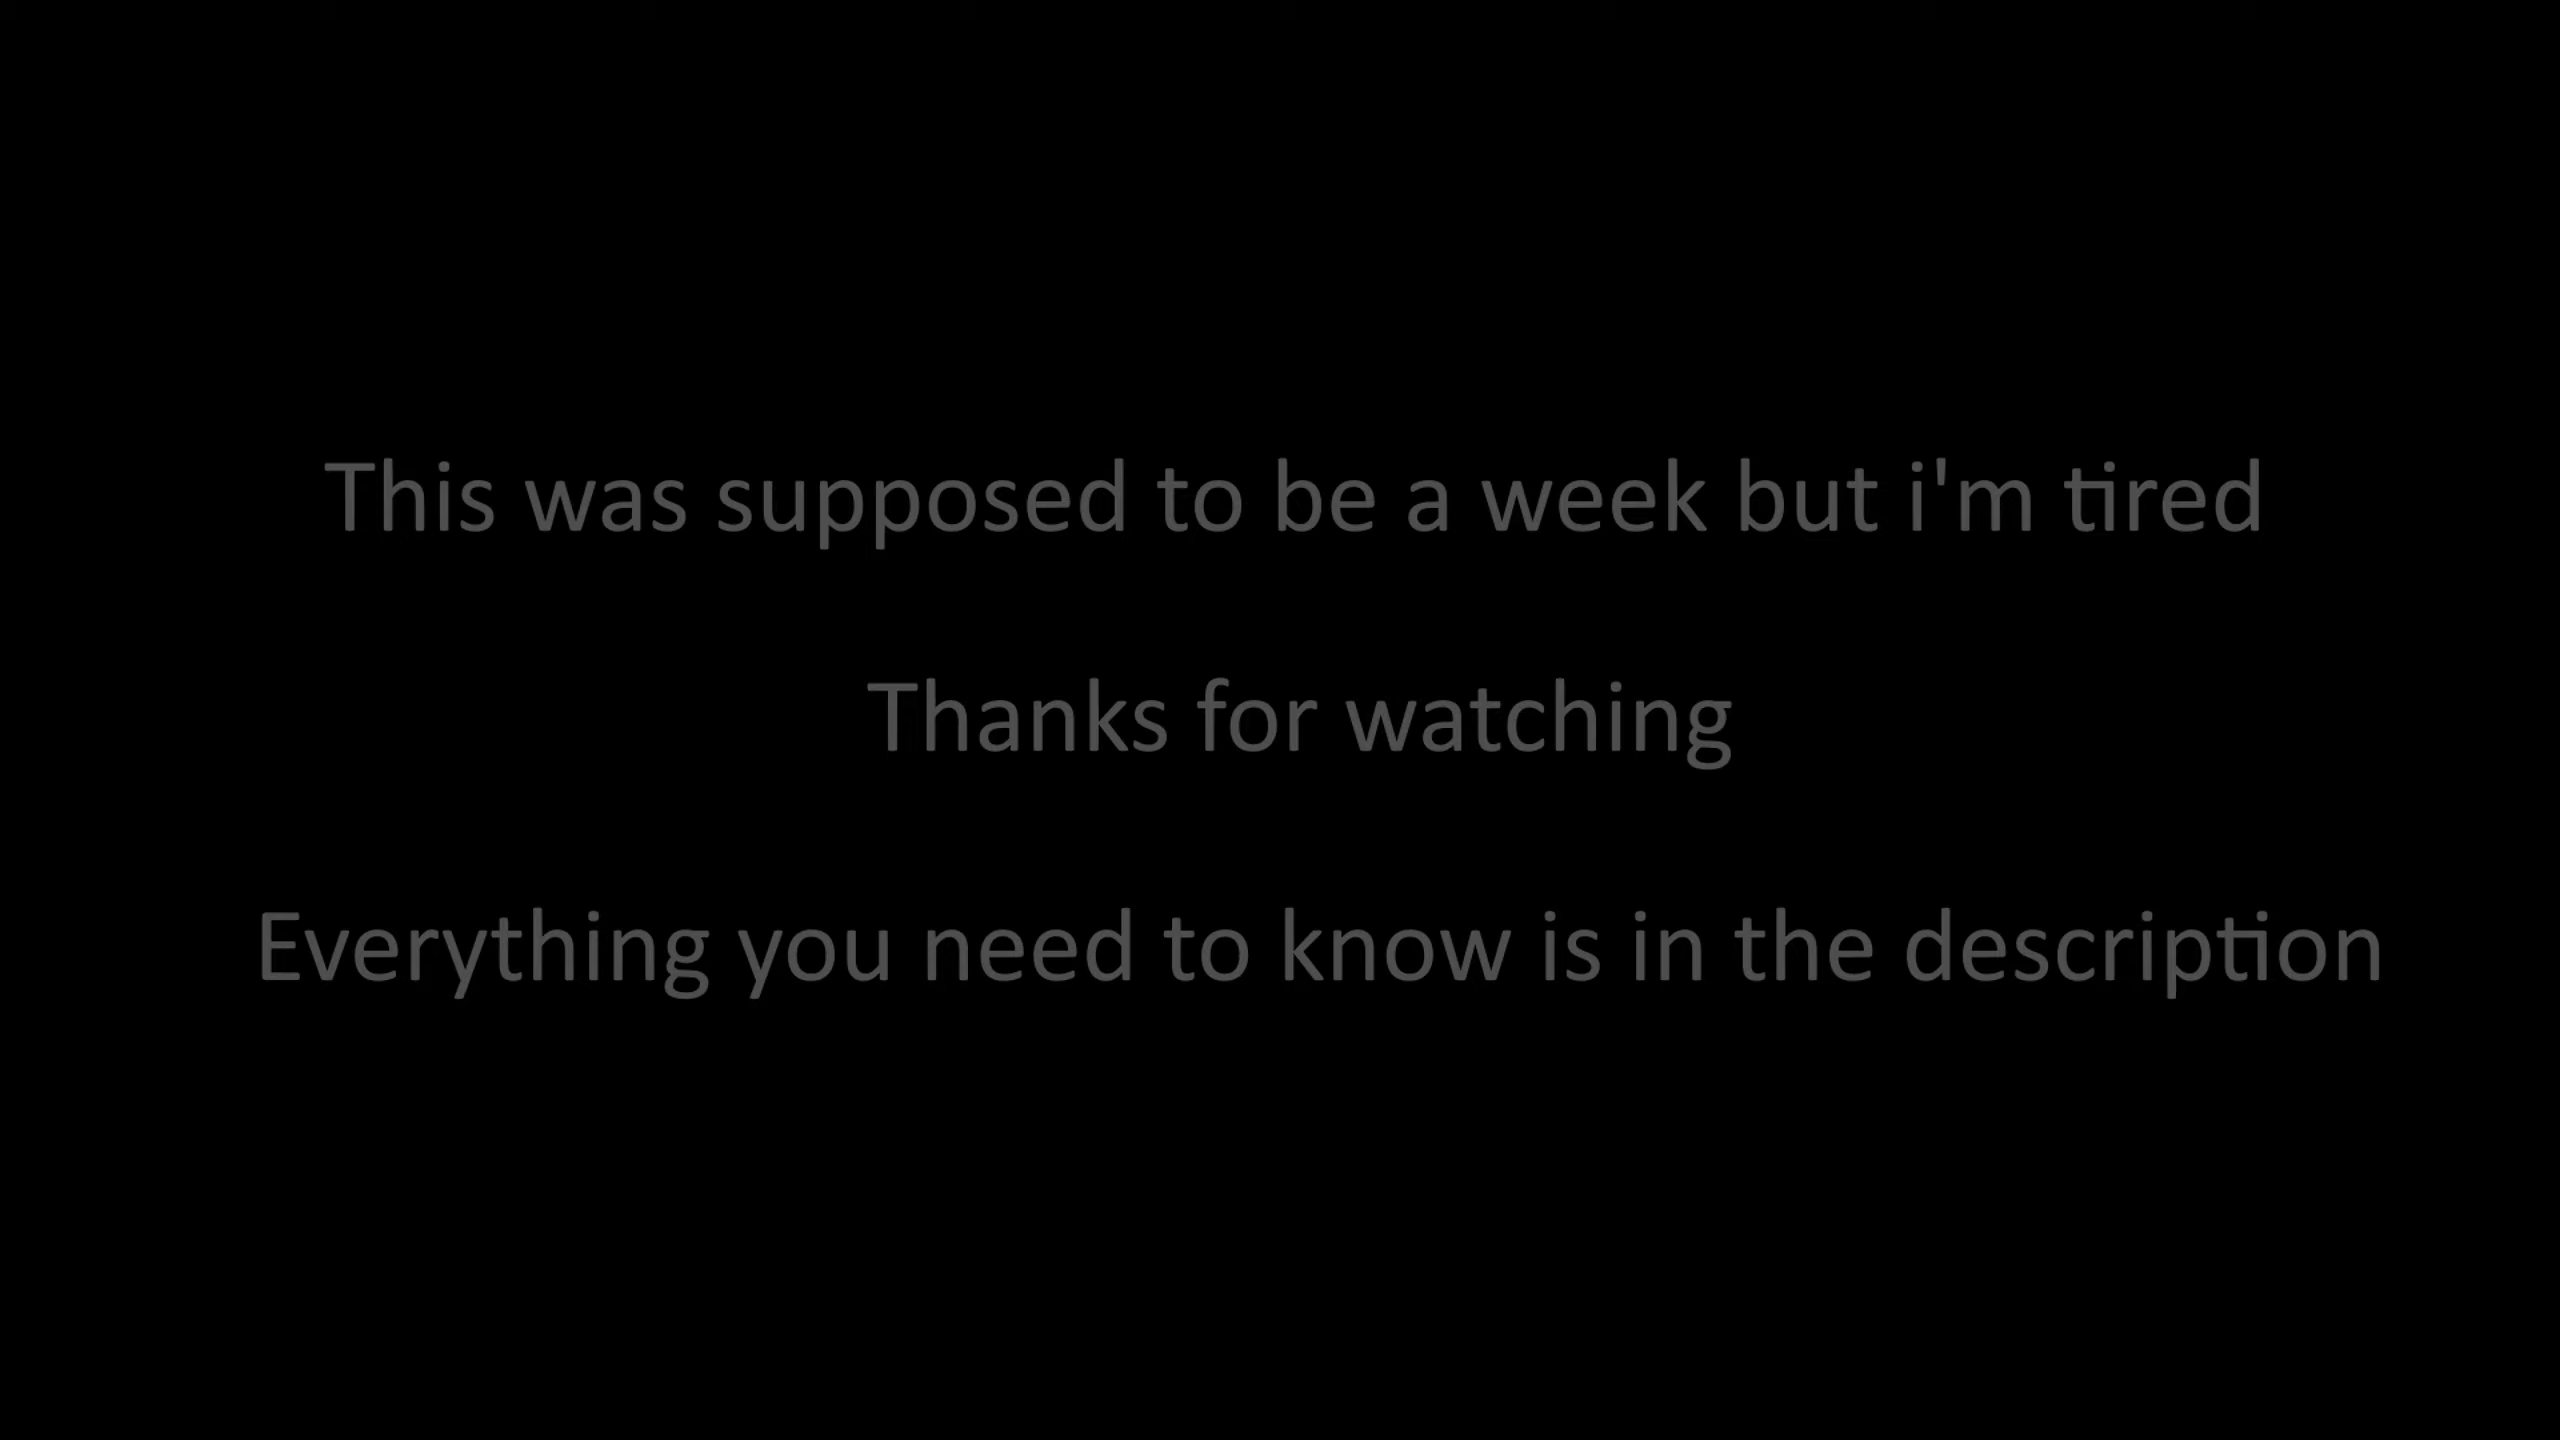 This was supposed to be a week but i'm tired
Thanks for watching
Everything you need to know is in the description